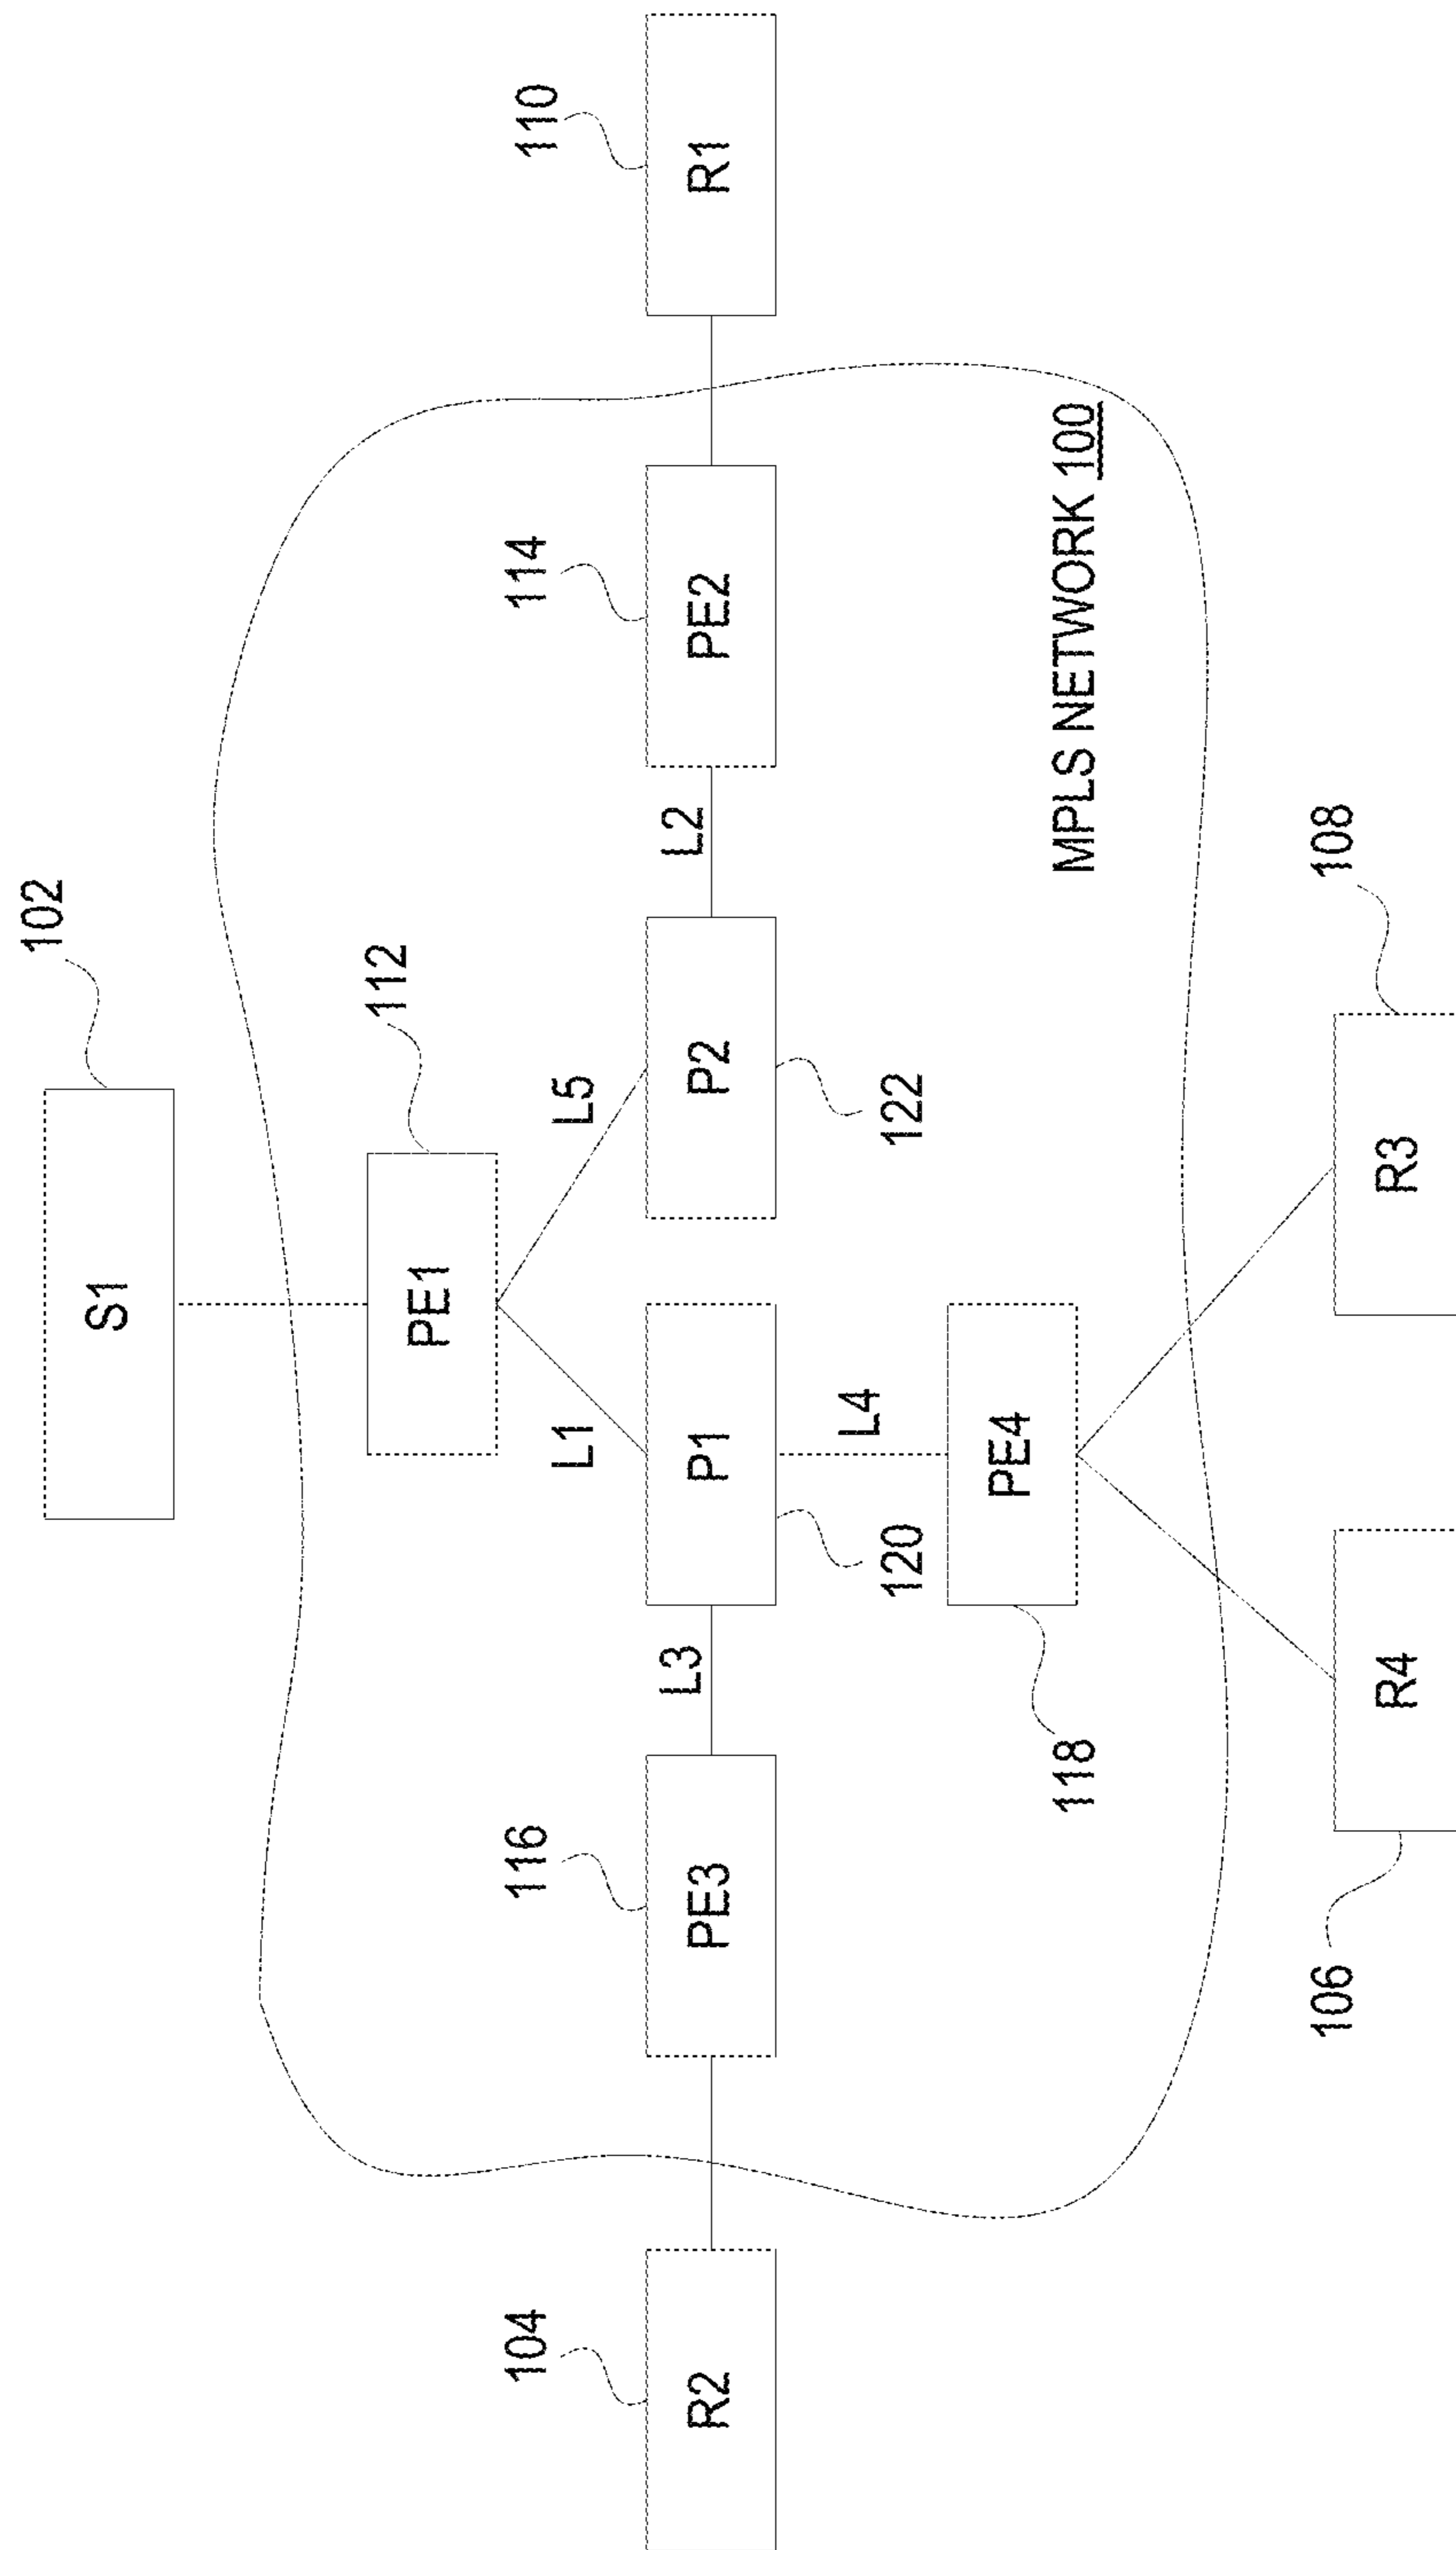 102
S1
112
PE1
L1
L5
104
116
114
110
R2
PE3
L3
P1
P2
L2
PE2
R1
120
L4
122
118
PE4
MPLS NETWORK 100
106
108
R4
R3